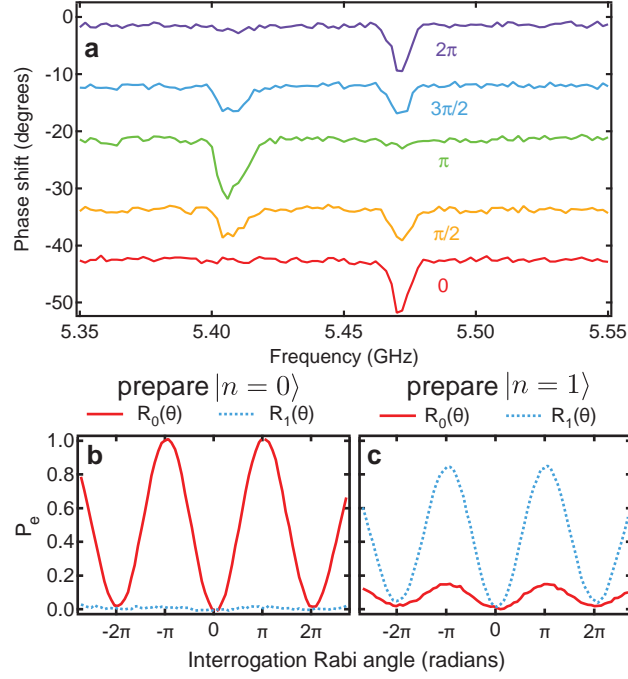 0
-10
-20
-30
-40
-50
Phase shift (degrees)
a
2π
3π/2
π
π/2
0
5.35 5.40 5.45 5.50 5.55
Frequency (GHz)
prepare |n = 0⟩ prepare |n = 1⟩
R0(θ) R1(θ) R0(θ) R1(θ)
b c
1.0
0.8
0.6
0.4
0.2
0.0
Pe
-2π -π 0 π 2π -2π -π 0 π 2π
Interrogation Rabi angle (radians)